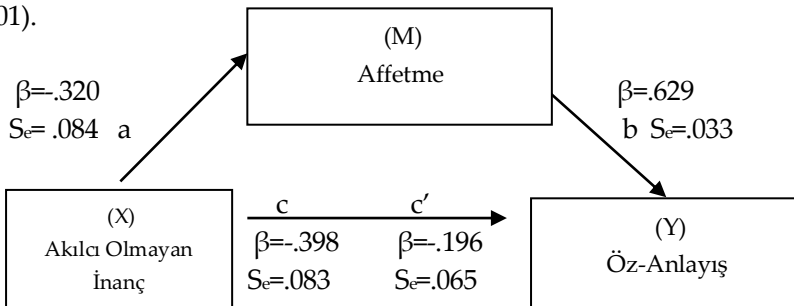 01).
(M)
Affetme
β=-.320
Se= .084 a
β=.629
b Se=.033
(X)
Akılcı Olmayan
İnanç
c c’
β=-.398 β=-.196
Se=.083 Se=.065
(Y)
Öz-Anlayış